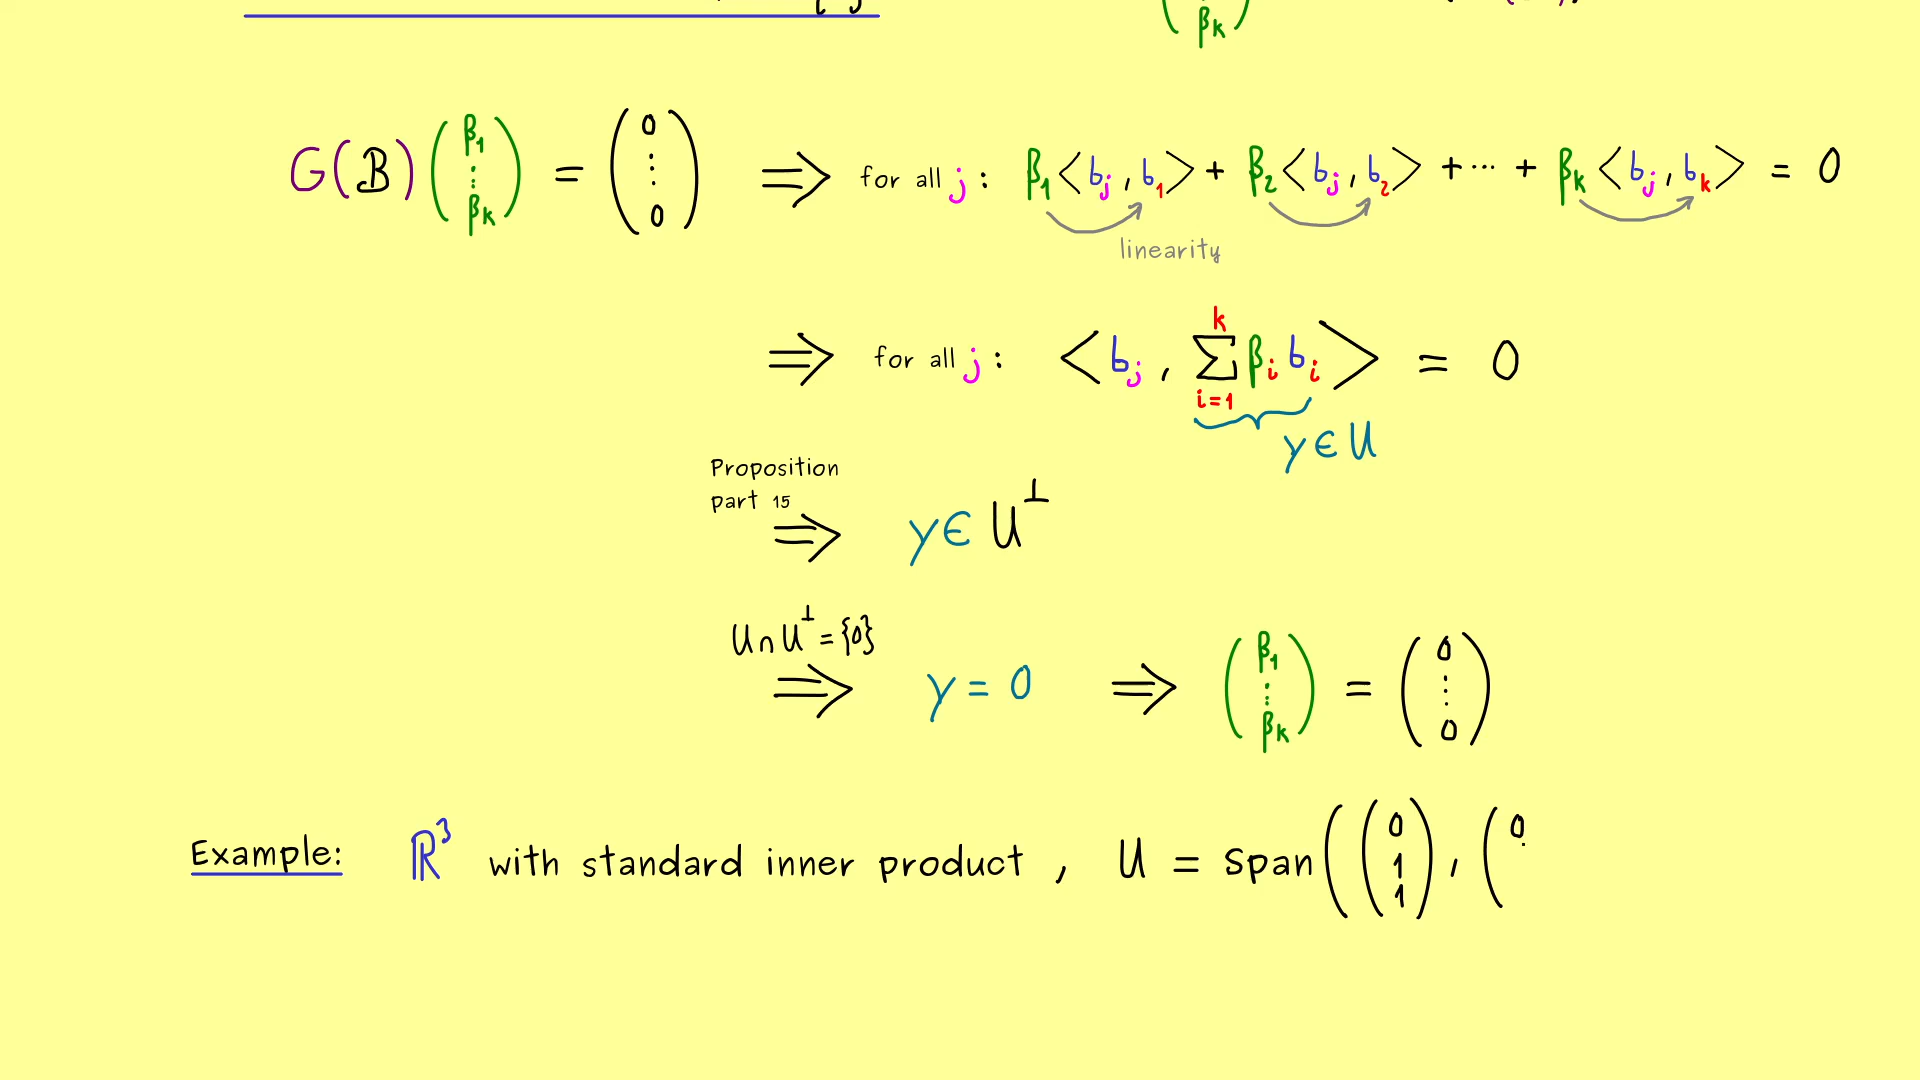 βₖ
G(B) (β₁ ⋮ βₖ) = (0 ⋮ 0) ⟹ for all j : β₁<bⱼ, b₁> + β₂<bⱼ, b₂> + ⋯ + βₖ<bⱼ, bₖ> = 0
linearity
⟹ for all j : <bⱼ, ∑ᵢ₌₁ᵏ βᵢ bᵢ> = 0
y ∈ U
Proposition
part 15
⟹ y ∈ U^⊥
U ∩ U^⊥ = {0}
⟹ y = 0 ⟹ (β₁ ⋮ βₖ) = (0 ⋮ 0)
Example: ℝ³ with standard inner product , U = span( (0 1 1) , (0